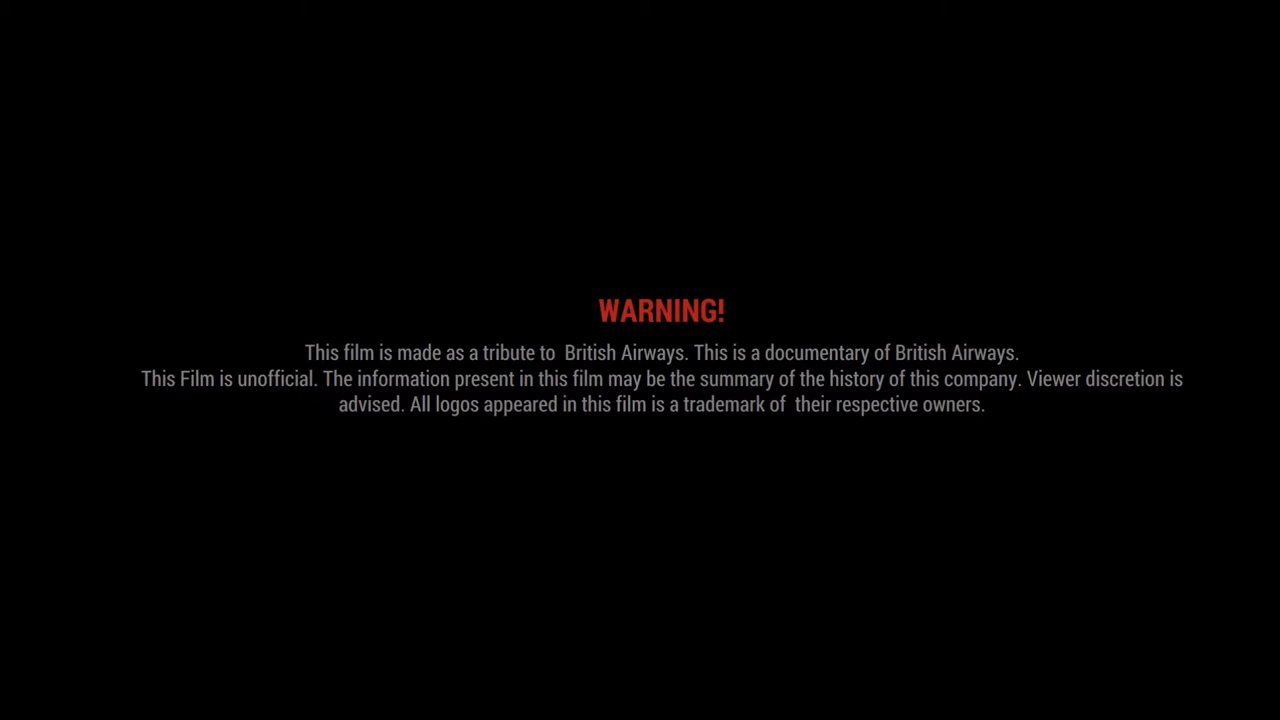 WARNING!
This film is made as a tribute to  British Airways. This is a documentary of British Airways.
This Film is unofficial. The information present in this film may be the summary of the history of this company. Viewer discretion is
advised. All logos appeared in this film is a trademark of  their respective owners.